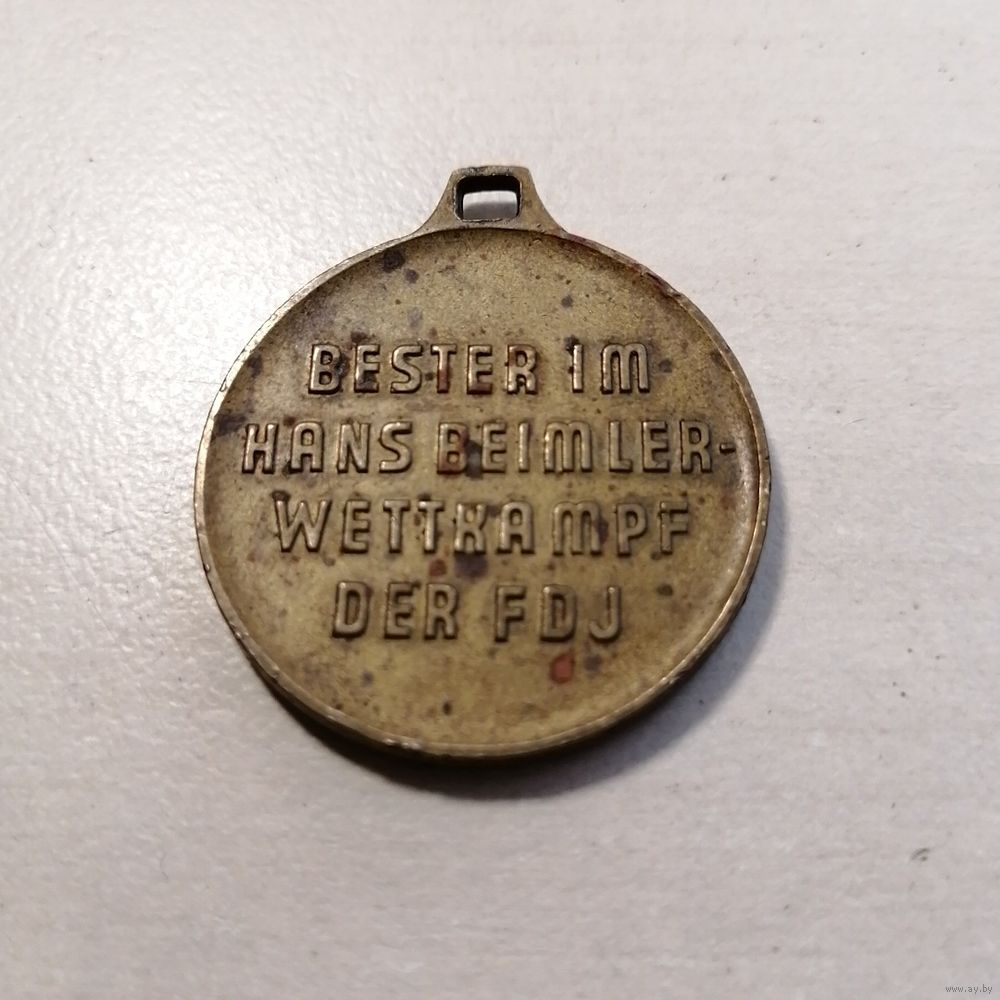 BESTER IM
HANS BEIMLER-
WETTKAMPF
DER FDJ
www.ay.by